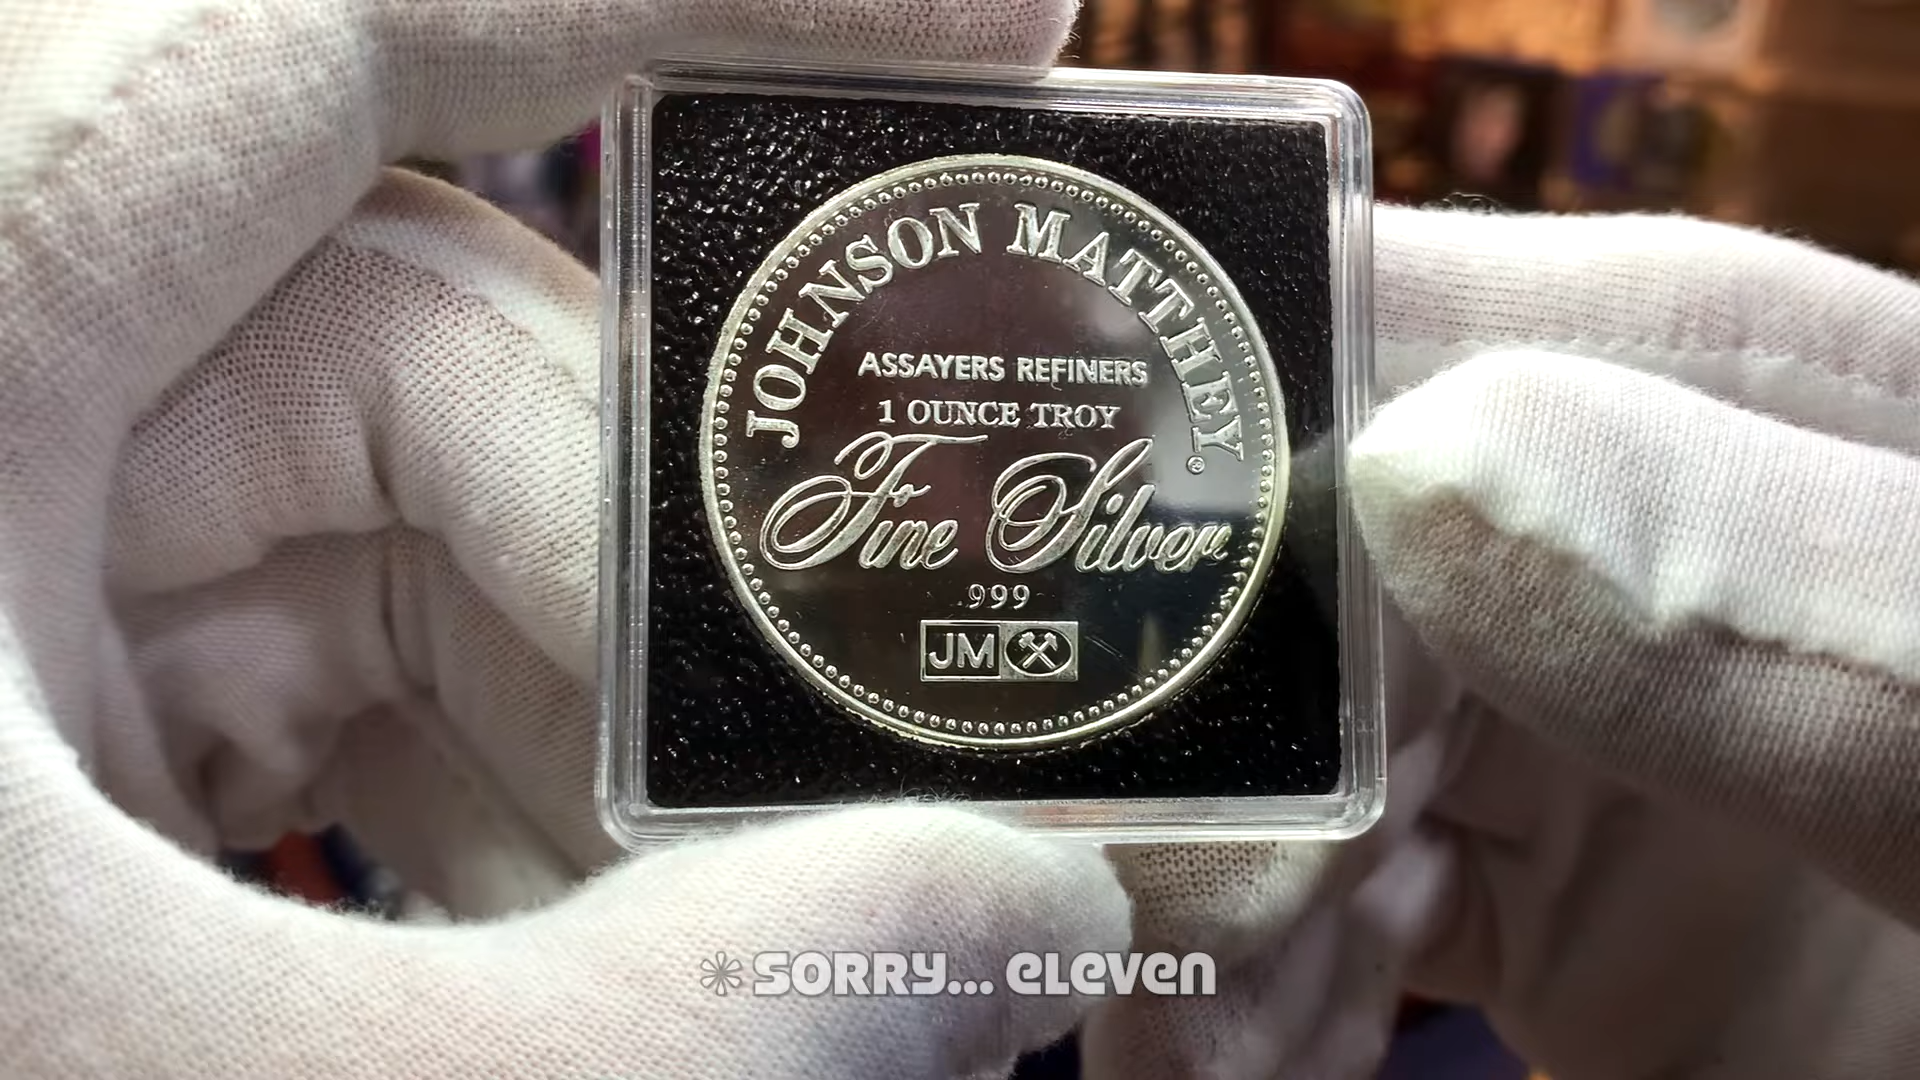 JOHNSON MATTHEY®
ASSAYERS REFINERS
1 OUNCE TROY
Fine Silver
.999
JM
* SORRY... ELEVEN